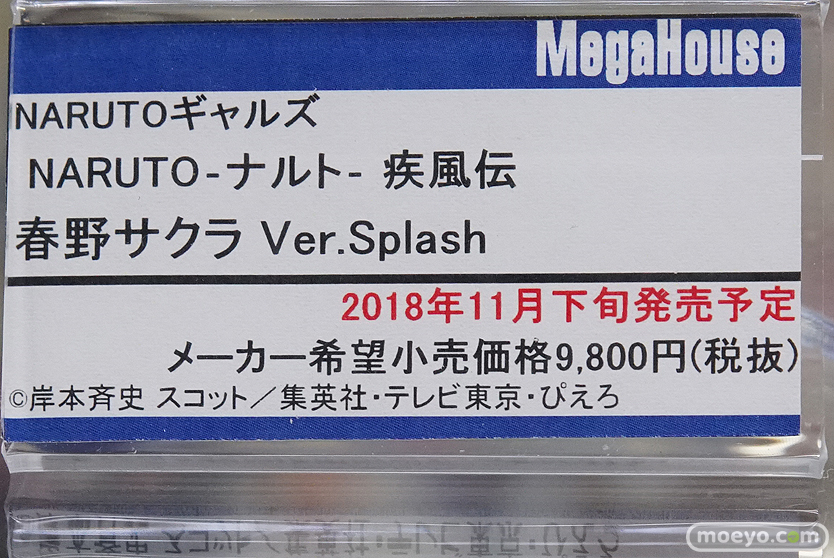 MegaHouse
NARUTOギャルズ
NARUTO-ナルト- 疾風伝
春野サクラ Ver.Splash
2018年11月下旬発売予定
メーカー希望小売価格9,800円(税抜)
©岸本斉史 スコット／集英社・テレビ東京・ぴえろ
moeyo.com